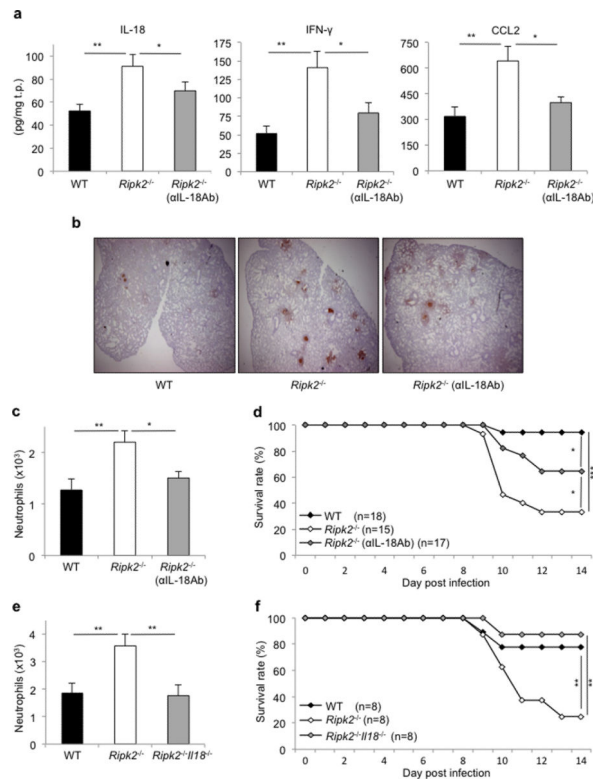 a
IL-18
IFN-γ
CCL2
(pg/mg t.p.)
120
100
80
60
40
20
0
**
*
WT
Ripk2-/-
Ripk2-/-
(αIL-18Ab)
175
150
125
100
75
50
25
0
**
*
WT
Ripk2-/-
Ripk2-/-
(αIL-18Ab)
750
600
450
300
150
0
**
*
WT
Ripk2-/-
Ripk2-/-
(αIL-18Ab)
b
WT
Ripk2-/-
Ripk2-/- (αIL-18Ab)
c
Neutrophils (x10³)
2
1
0
**
*
WT
Ripk2-/-
Ripk2-/-
(αIL-18Ab)
d
Survival rate (%)
100
80
60
40
20
0
WT (n=18)
Ripk2-/- (n=15)
Ripk2-/- (αIL-18Ab) (n=17)
*
*
***
0 2 4 6 8 10 12 14
Day post infection
e
Neutrophils (x10³)
4
3
2
1
0
**
**
WT
Ripk2-/-
Ripk2-/-Il18-/-
f
Survival rate (%)
100
80
60
40
20
0
WT (n=8)
Ripk2-/- (n=8)
Ripk2-/-Il18-/- (n=8)
**
**
0 2 4 6 8 10 12 14
Day post infection